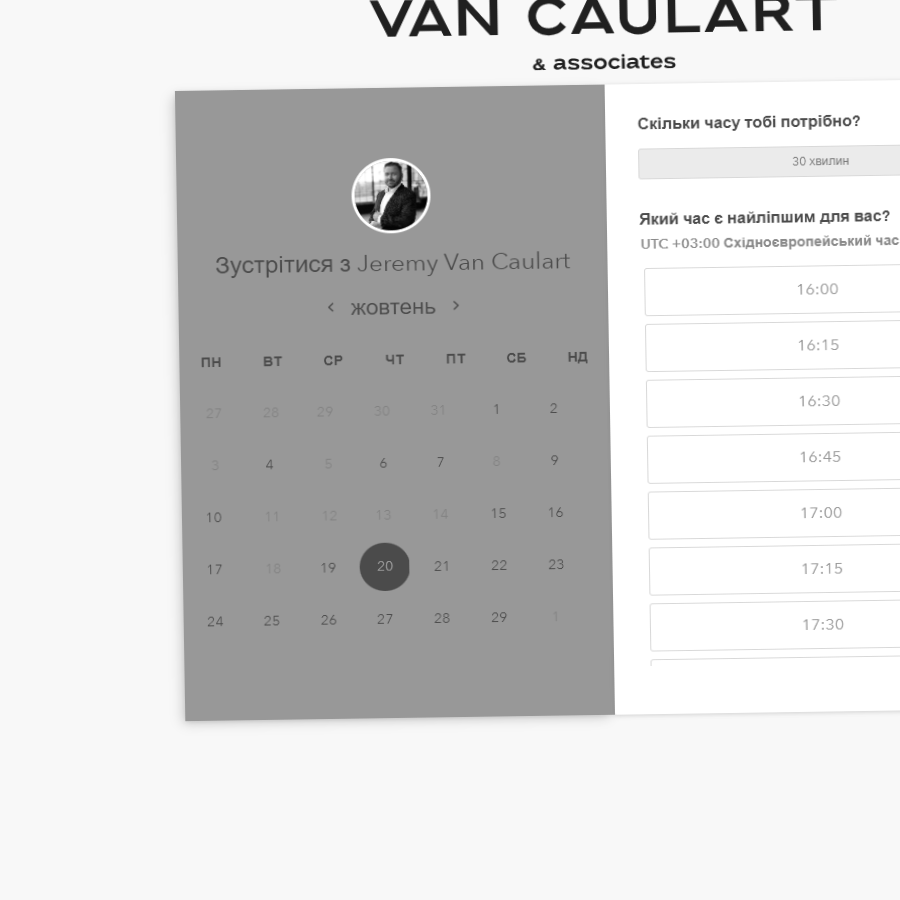 VAN CAULART
& associates
Зустрітися з Jeremy Van Caulart
‹ жовтень ›
ПН ВТ СР ЧТ ПТ СБ НД
27 28 29 30 31 1 2
3 4 5 6 7 8 9
10 11 12 13 14 15 16
17 18 19 20 21 22 23
24 25 26 27 28 29 1
Скільки часу тобі потрібно?
30 хвилин
Який час є найліпшим для вас?
UTC +03:00 Східноєвропейський час
16:00
16:15
16:30
16:45
17:00
17:15
17:30